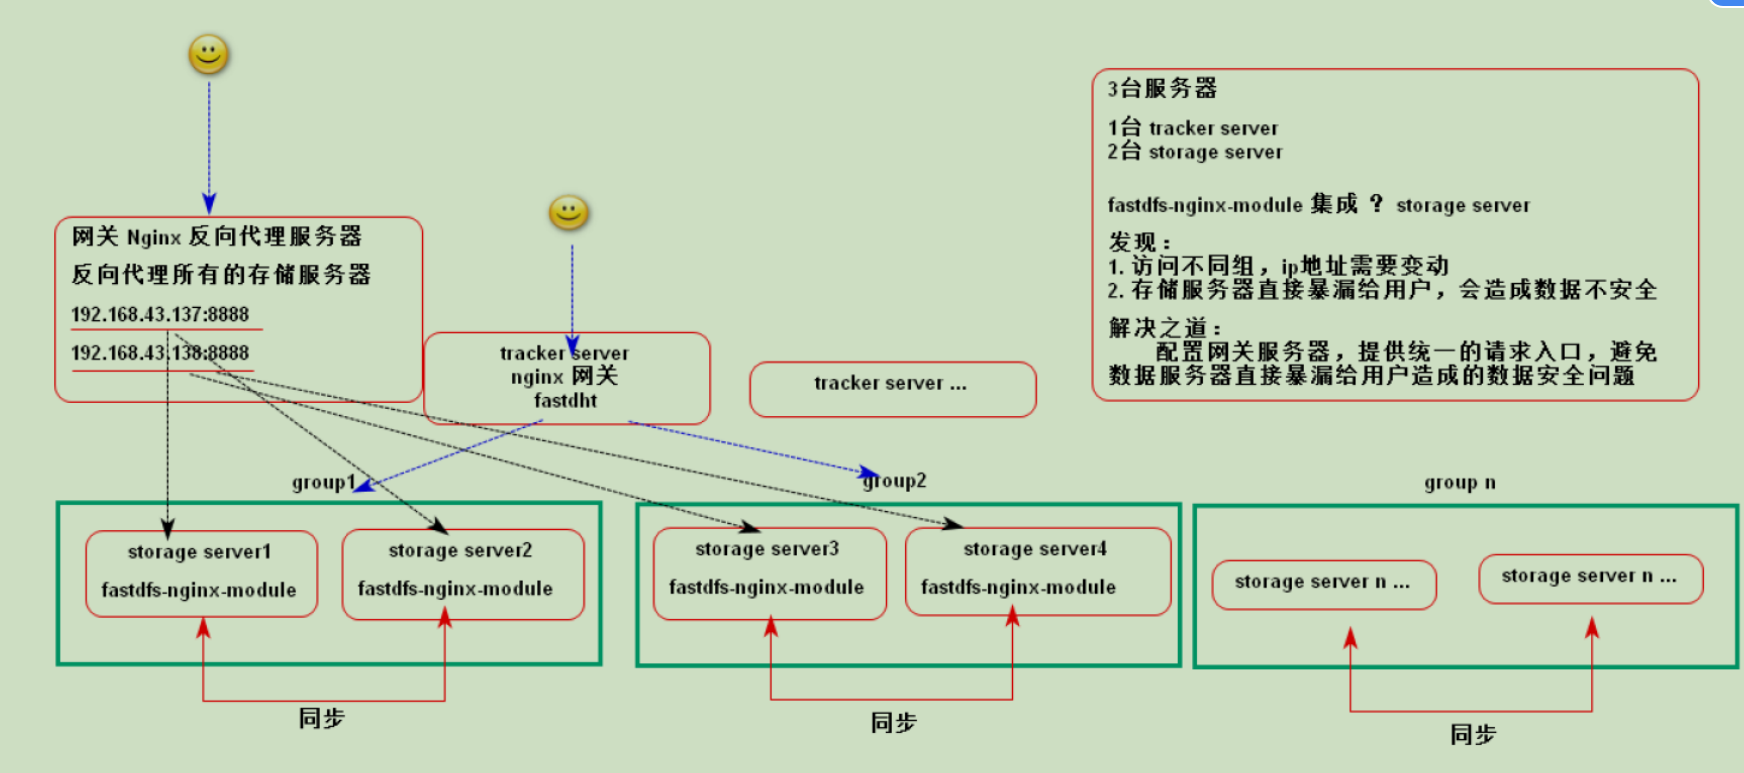 网关 Nginx 反向代理服务器
反向代理所有的存储服务器
192.168.43.137:8888
192.168.43.138:8888
tracker server
nginx 网关
fastdht
tracker server ...
3台服务器
1台 tracker server
2台 storage server
fastdfs-nginx-module 集成 ？ storage server
发现：
1. 访问不同组，ip地址需要变动
2. 存储服务器直接暴漏给用户，会造成数据不安全
解决之道：
配置网关服务器，提供统一的请求入口，避免
数据服务器直接暴漏给用户造成的数据安全问题
group1
storage server1
fastdfs-nginx-module
storage server2
fastdfs-nginx-module
同步
group2
storage server3
fastdfs-nginx-module
storage server4
fastdfs-nginx-module
同步
group n
storage server n ...
storage server n ...
同步